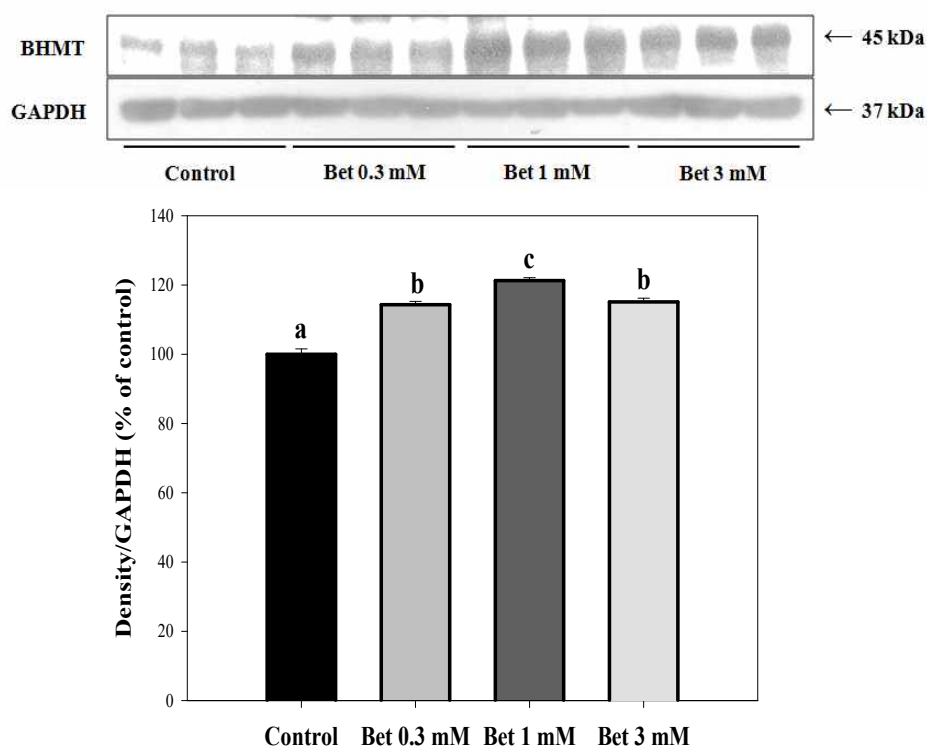 BHMT ← 45 kDa
GAPDH ← 37 kDa
Control Bet 0.3 mM Bet 1 mM Bet 3 mM
Density/GAPDH (% of control)
140
120
100
80
60
40
20
0
a b c b
Control Bet 0.3 mM Bet 1 mM Bet 3 mM